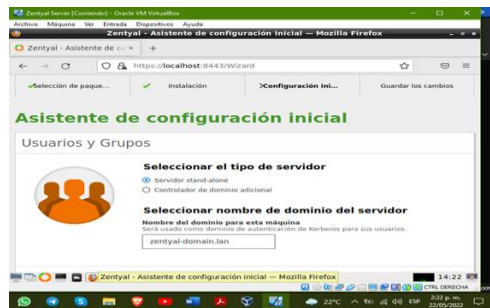 Zentyal Server [Corriendo] - Oracle VM VirtualBox
Archivo Máquina Ver Entrada Dispositivos Ayuda
Zentyal - Asistente de configuración inicial — Mozilla Firefox
Zentyal - Asistente de co
https://localhost:8443/Wizard
Selección de paque...
Instalación
Configuración ini...
Guardar los cambios
Asistente de configuración inicial
Usuarios y Grupos
Seleccionar el tipo de servidor
Servidor stand-alone
Controlador de dominio adicional
Seleccionar nombre de dominio del servidor
Nombre del dominio para esta máquina
Será usado como dominio de autenticación de Kerberos para sus usuarios.
zentyal-domain.lan
Zentyal - Asistente de configuración inicial — Mozilla Firefox
14:22
CTRL DERECHA
22°C
ESP
2:22 p. m.
22/05/2022